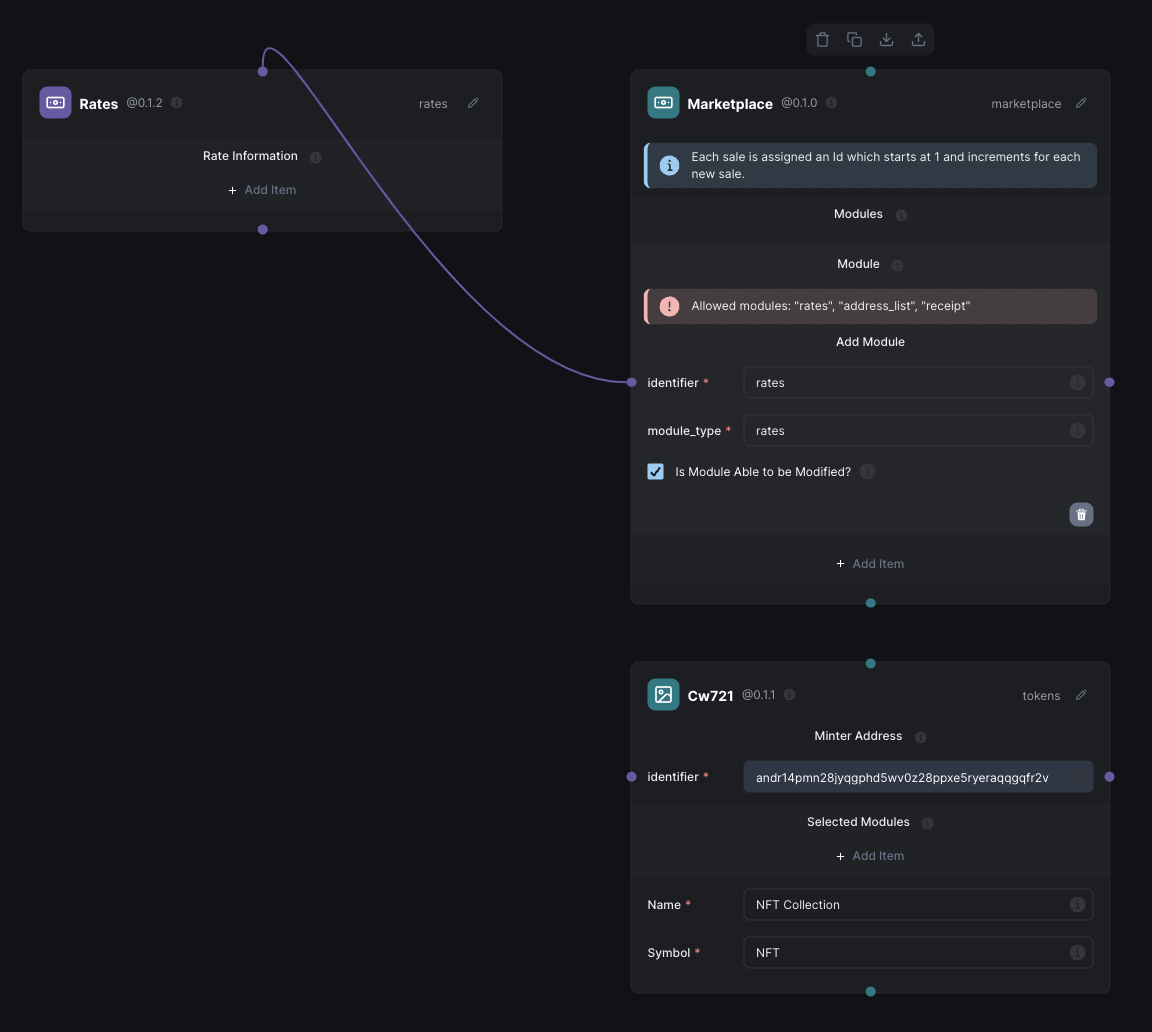 Rates @0.1.2
rates
Rate Information
+ Add Item
Marketplace @0.1.0
marketplace
Each sale is assigned an Id which starts at 1 and increments for each
new sale.
Modules
Module
Allowed modules: "rates", "address_list", "receipt"
Add Module
identifier * rates
module_type * rates
Is Module Able to be Modified?
+ Add Item
Cw721 @0.1.1
tokens
Minter Address
identifier * andr14pmn28jyqgphd5wv0z28ppxe5ryeraqqgqfr2v
Selected Modules
+ Add Item
Name * NFT Collection
Symbol * NFT